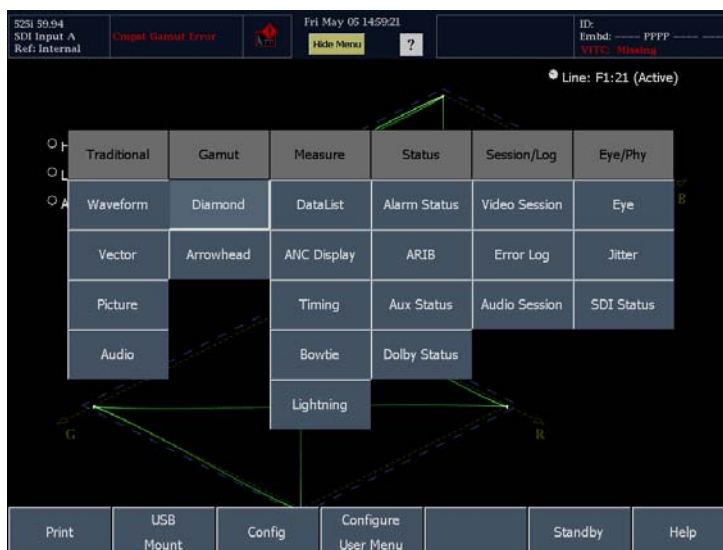 525i 59.94
SDI Input A
Ref: Internal
Cmpst Gamut Error
Fri May 05 14:59:21
Hide Menu
?
ID:
Embd: ---- PPPP ---- ----
VITC: Missing
Line: F1:21 (Active)
H
L
A
Traditional Gamut Measure Status Session/Log Eye/Phy
Waveform Diamond DataList Alarm Status Video Session Eye
B
Vector Arrowhead ANC Display ARIB Error Log Jitter
Picture Timing Aux Status Audio Session SDI Status
Audio Bowtie Dolby Status
Lightning
G R
Print USB Mount Config Configure User Menu Standby Help